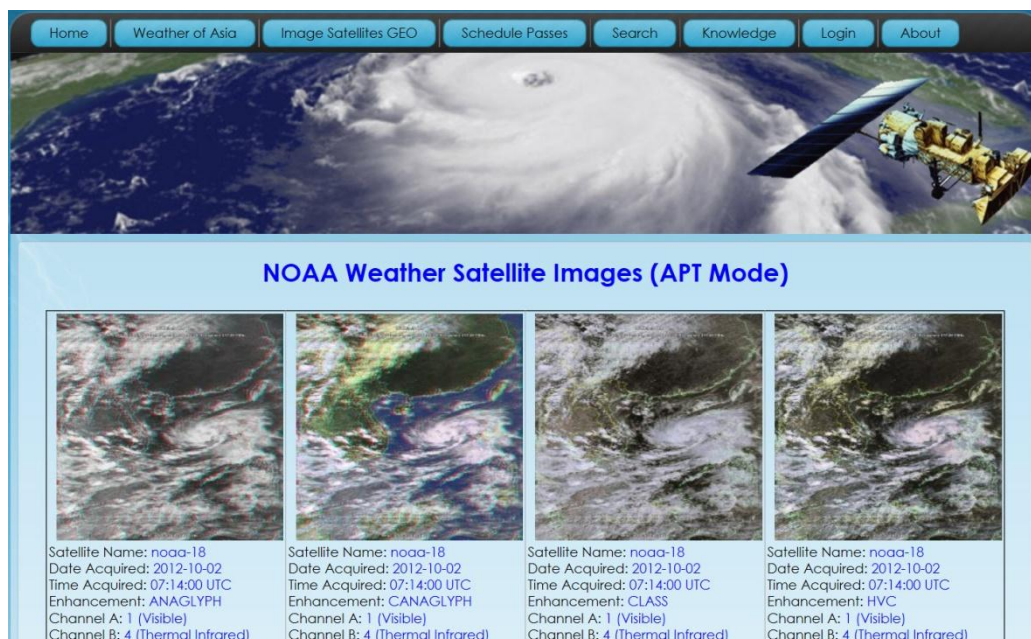 Home Weather of Asia Image Satellites GEO Schedule Passes Search Knowledge Login About
NOAA Weather Satellite Images (APT Mode)
Satellite Name: noaa-18
Date Acquired: 2012-10-02
Time Acquired: 07:14:00 UTC
Enhancement: ANAGLYPH
Channel A: 1 (Visible)
Channel B: 4 (Thermal Infrared)
Satellite Name: noaa-18
Date Acquired: 2012-10-02
Time Acquired: 07:14:00 UTC
Enhancement: CANAGLYPH
Channel A: 1 (Visible)
Channel B: 4 (Thermal Infrared)
Satellite Name: noaa-18
Date Acquired: 2012-10-02
Time Acquired: 07:14:00 UTC
Enhancement: CLASS
Channel A: 1 (Visible)
Channel B: 4 (Thermal Infrared)
Satellite Name: noaa-18
Date Acquired: 2012-10-02
Time Acquired: 07:14:00 UTC
Enhancement: HVC
Channel A: 1 (Visible)
Channel B: 4 (Thermal Infrared)